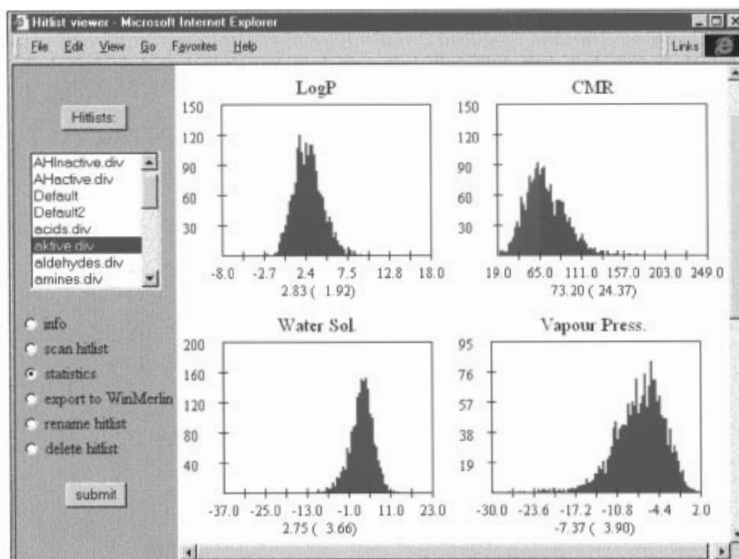 Hitlist viewer - Microsoft Internet Explorer
File Edit View Go Favorites Help
Links
Hitlists:
AHInactive.div
AHactive.div
Default
Default2
acids.div
aktive.div
aldehydes.div
amines.div
info
scan hitlist
statistics
export to WinMerlin
rename hitlist
delete hitlist
submit
LogP
150
120
90
60
30
-8.0 -2.7 2.4 7.5 12.8 18.0
2.83 ( 1.92)
CMR
150
120
90
60
30
19.0 65.0 111.0 157.0 203.0 249.0
73.20 ( 24.37)
Water Sol.
200
160
120
80
40
-37.0 -25.0 -13.0 -1.0 11.0 23.0
2.75 ( 3.66)
Vapour Press.
95
76
57
38
19
-30.0 -23.6 -17.2 -10.8 -4.4 2.0
-7.37 ( 3.90)